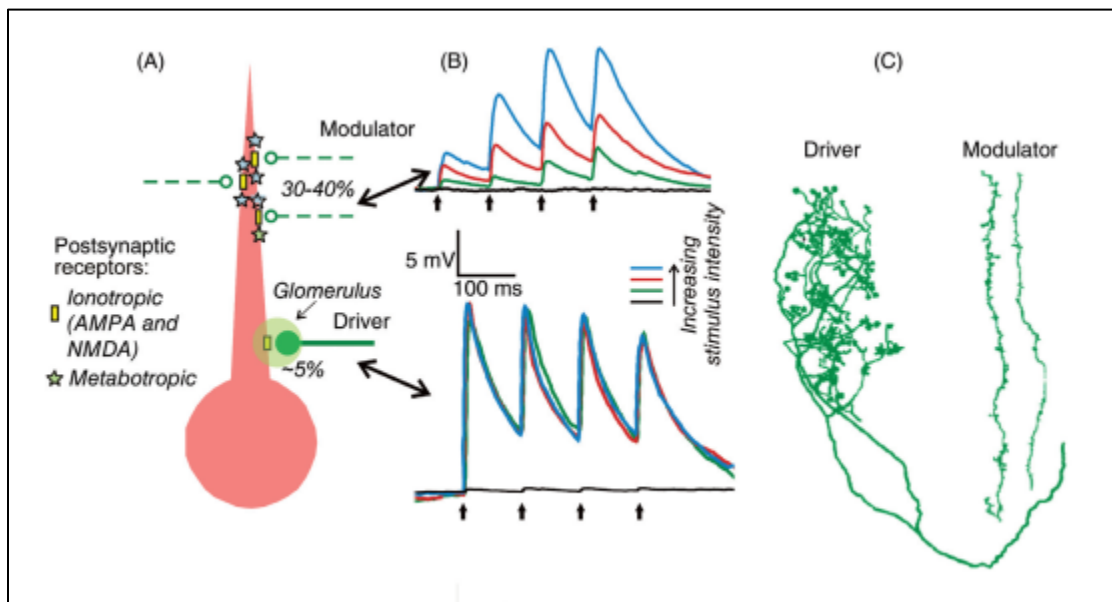 (A)
Modulator
30-40%
Postsynaptic
receptors:
Ionotropic
(AMPA and
NMDA)
Metabotropic
Glomerulus
Driver
~5%
(B)
5 mV
100 ms
Increasing
stimulus intensity
(C)
Driver
Modulator